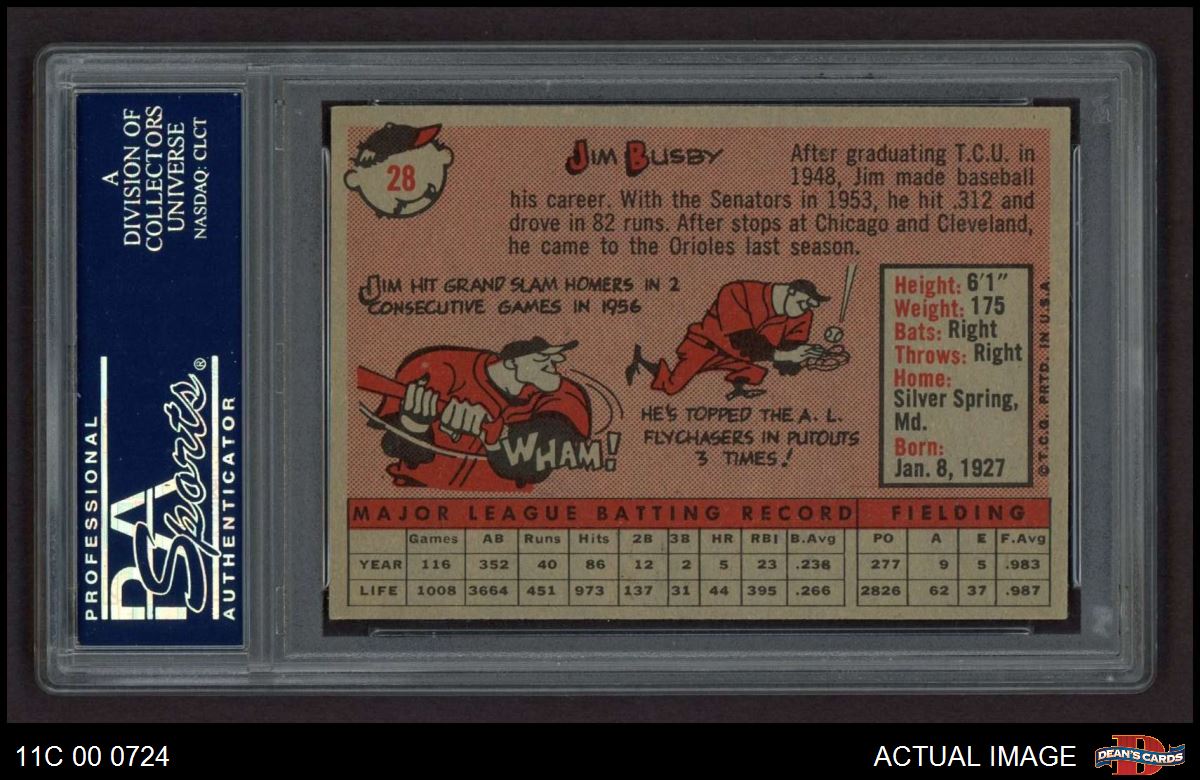 A
DIVISION OF
COLLECTORS
UNIVERSE
NASDAQ: CLCT
PROFESSIONAL
PSA
Sports®
AUTHENTICATOR
28
JIM BUSBY
After graduating T.C.U. in
1948, Jim made baseball
his career. With the Senators in 1953, he hit .312 and
drove in 82 runs. After stops at Chicago and Cleveland,
he came to the Orioles last season.
JIM HIT GRAND SLAM HOMERS IN 2
CONSECUTIVE GAMES IN 1956
WHAM!
HE'S TOPPED THE A. L.
FLYCHASERS IN PUTOUTS
3 TIMES!
Height: 6'1"
Weight: 175
Bats: Right
Throws: Right
Home:
Silver Spring,
Md.
Born:
Jan. 8, 1927
© T.C.G. PRTD. IN U.S.A.
MAJOR LEAGUE BATTING RECORD FIELDING
Games AB Runs Hits 2B 3B HR RBI B.Avg PO A E F.Avg
YEAR 116 352 40 86 12 2 5 23 .238 277 9 5 .983
LIFE 1008 3664 451 973 137 31 44 395 .266 2826 62 37 .987
11C 00 0724
ACTUAL IMAGE
D
DEAN'S CARDS